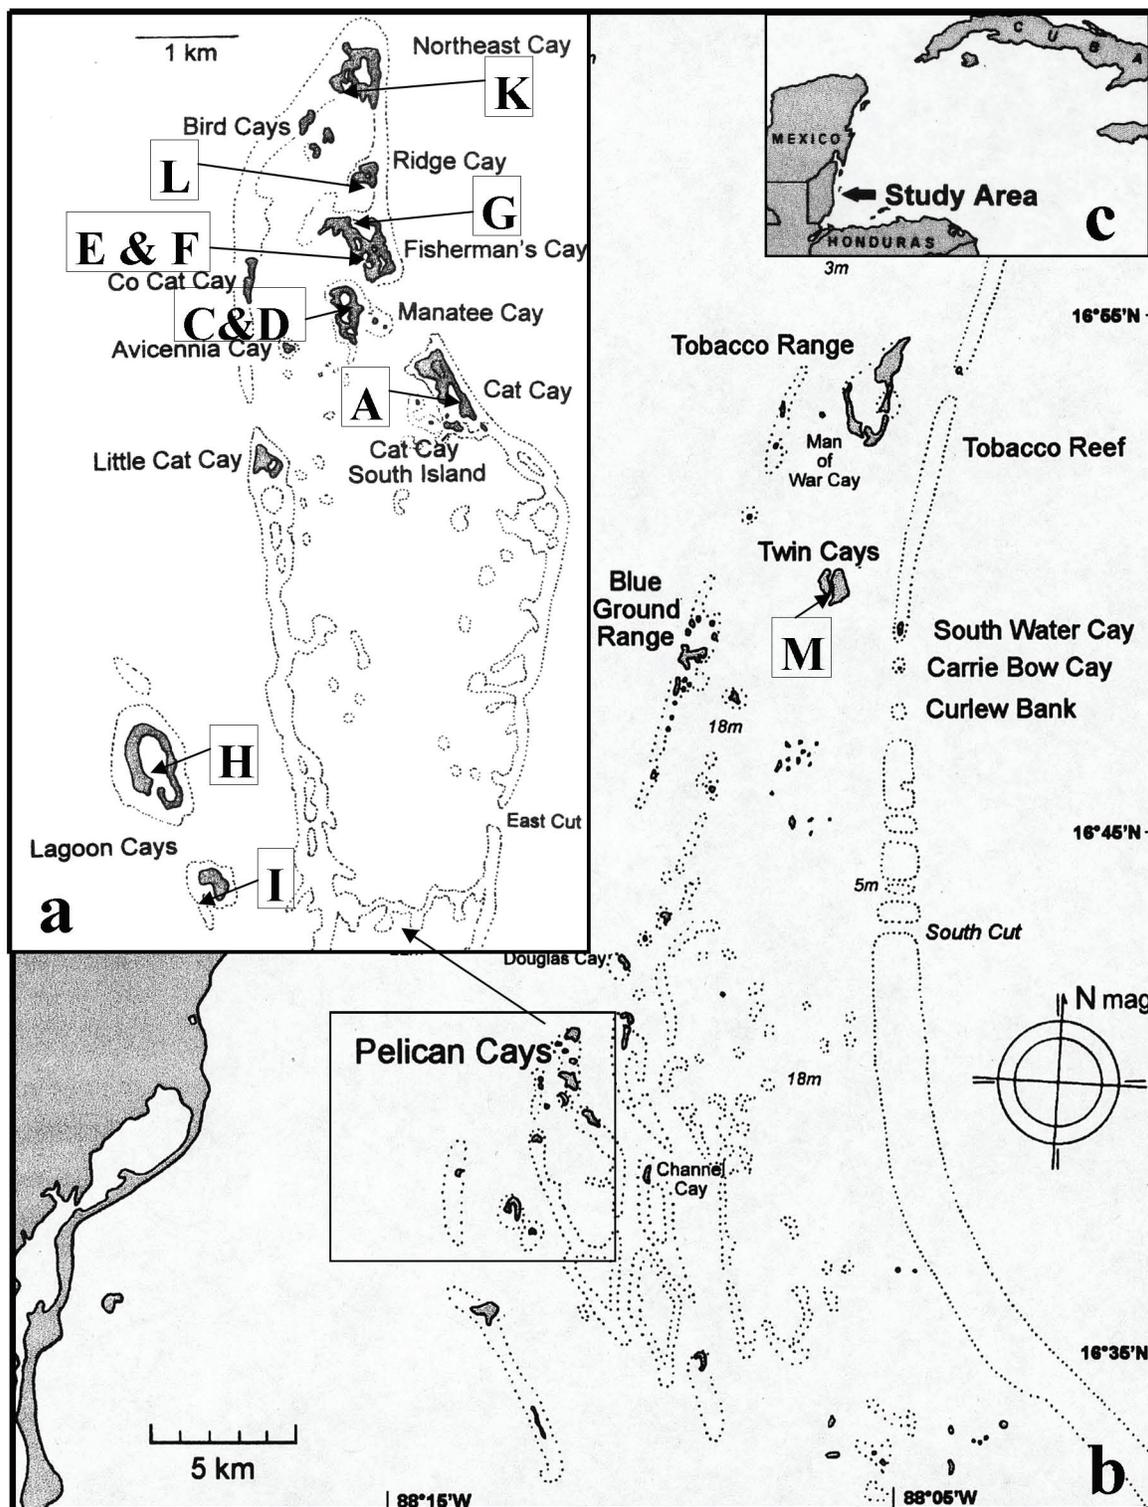 1 km
Northeast Cay
K
Bird Cays
L
Ridge Cay
G
E & F
Fisherman's Cay
Co Cat Cay
C&D
Manatee Cay
Avicennia Cay
A
Cat Cay
Cat Cay
South Island
Little Cat Cay
H
Lagoon Cays
East Cut
I
a
CUBA
MEXICO
Study Area
HONDURAS
c
3m
16°55'N
Tobacco Range
Man
of
War Cay
Tobacco Reef
Twin Cays
Blue
Ground
Range
M
South Water Cay
Carrie Bow Cay
Curlew Bank
18m
16°45'N
5m
South Cut
Douglas Cay
N mag
Pelican Cays
18m
Channel
Cay
16°35'N
5 km
b
88°15'W
88°05'W